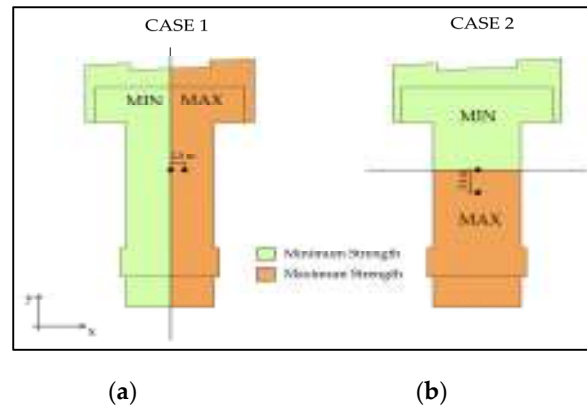 CASE 1
CASE 2
MIN MAX
MIN
MAX
Minimum Strength
Maximum Strength
y
x
(a)
(b)